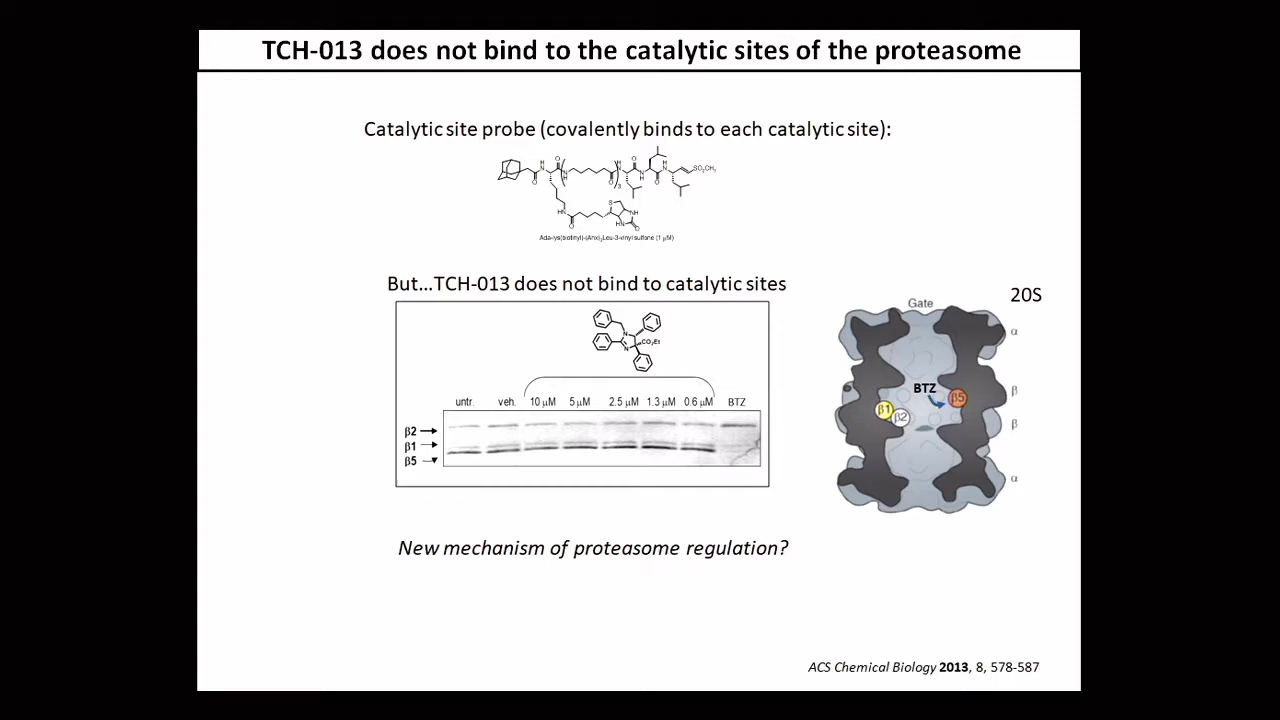 TCH-013 does not bind to the catalytic sites of the proteasome
Catalytic site probe (covalently binds to each catalytic site):
Ada-lys(biotinyl)-(Ahx)3Leu-3-vinyl sulfone (1 μM)
But...TCH-013 does not bind to catalytic sites
CO2Et
untr. veh. 10 μM 5 μM 2.5 μM 1.3 μM 0.6 μM BTZ
β2
β1
β5
20S
Gate
α
β
BTZ
β5
β1
β2
β
α
New mechanism of proteasome regulation?
ACS Chemical Biology 2013, 8, 578-587